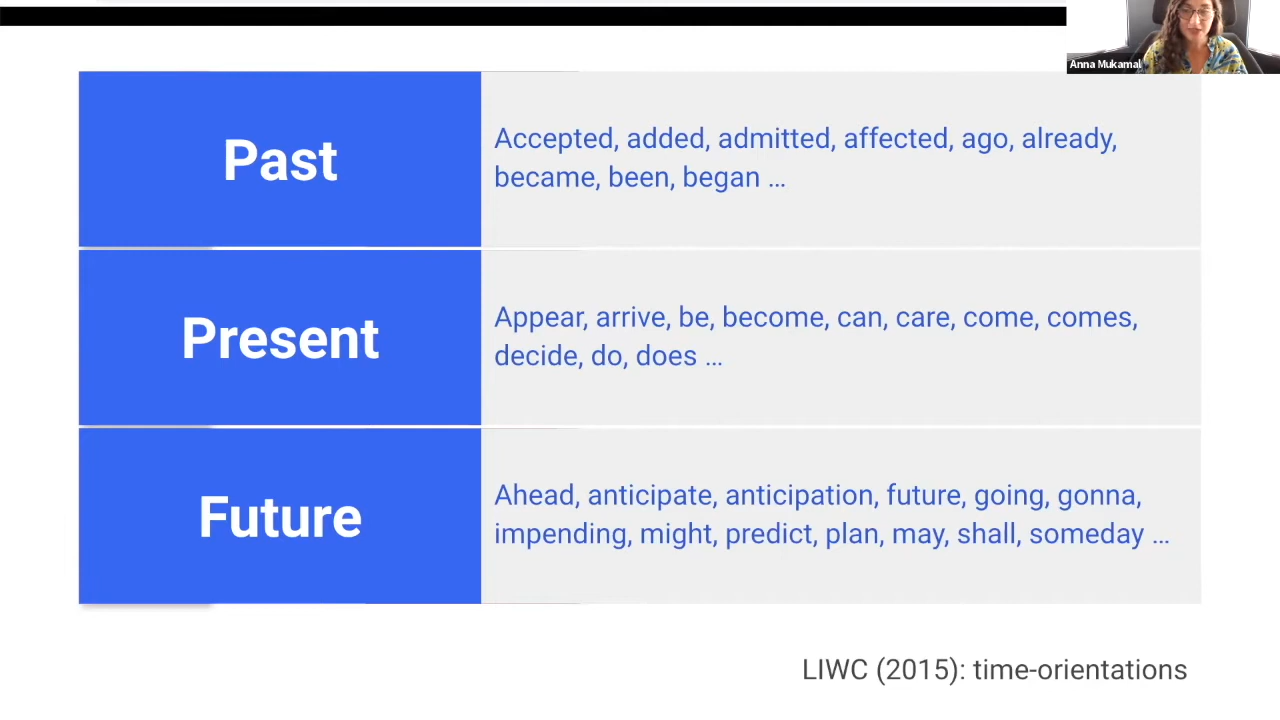 Anna Mukamal
Past
Accepted, added, admitted, affected, ago, already,
became, been, began ...
Present
Appear, arrive, be, become, can, care, come, comes,
decide, do, does ...
Future
Ahead, anticipate, anticipation, future, going, gonna,
impending, might, predict, plan, may, shall, someday ...
LIWC (2015): time-orientations